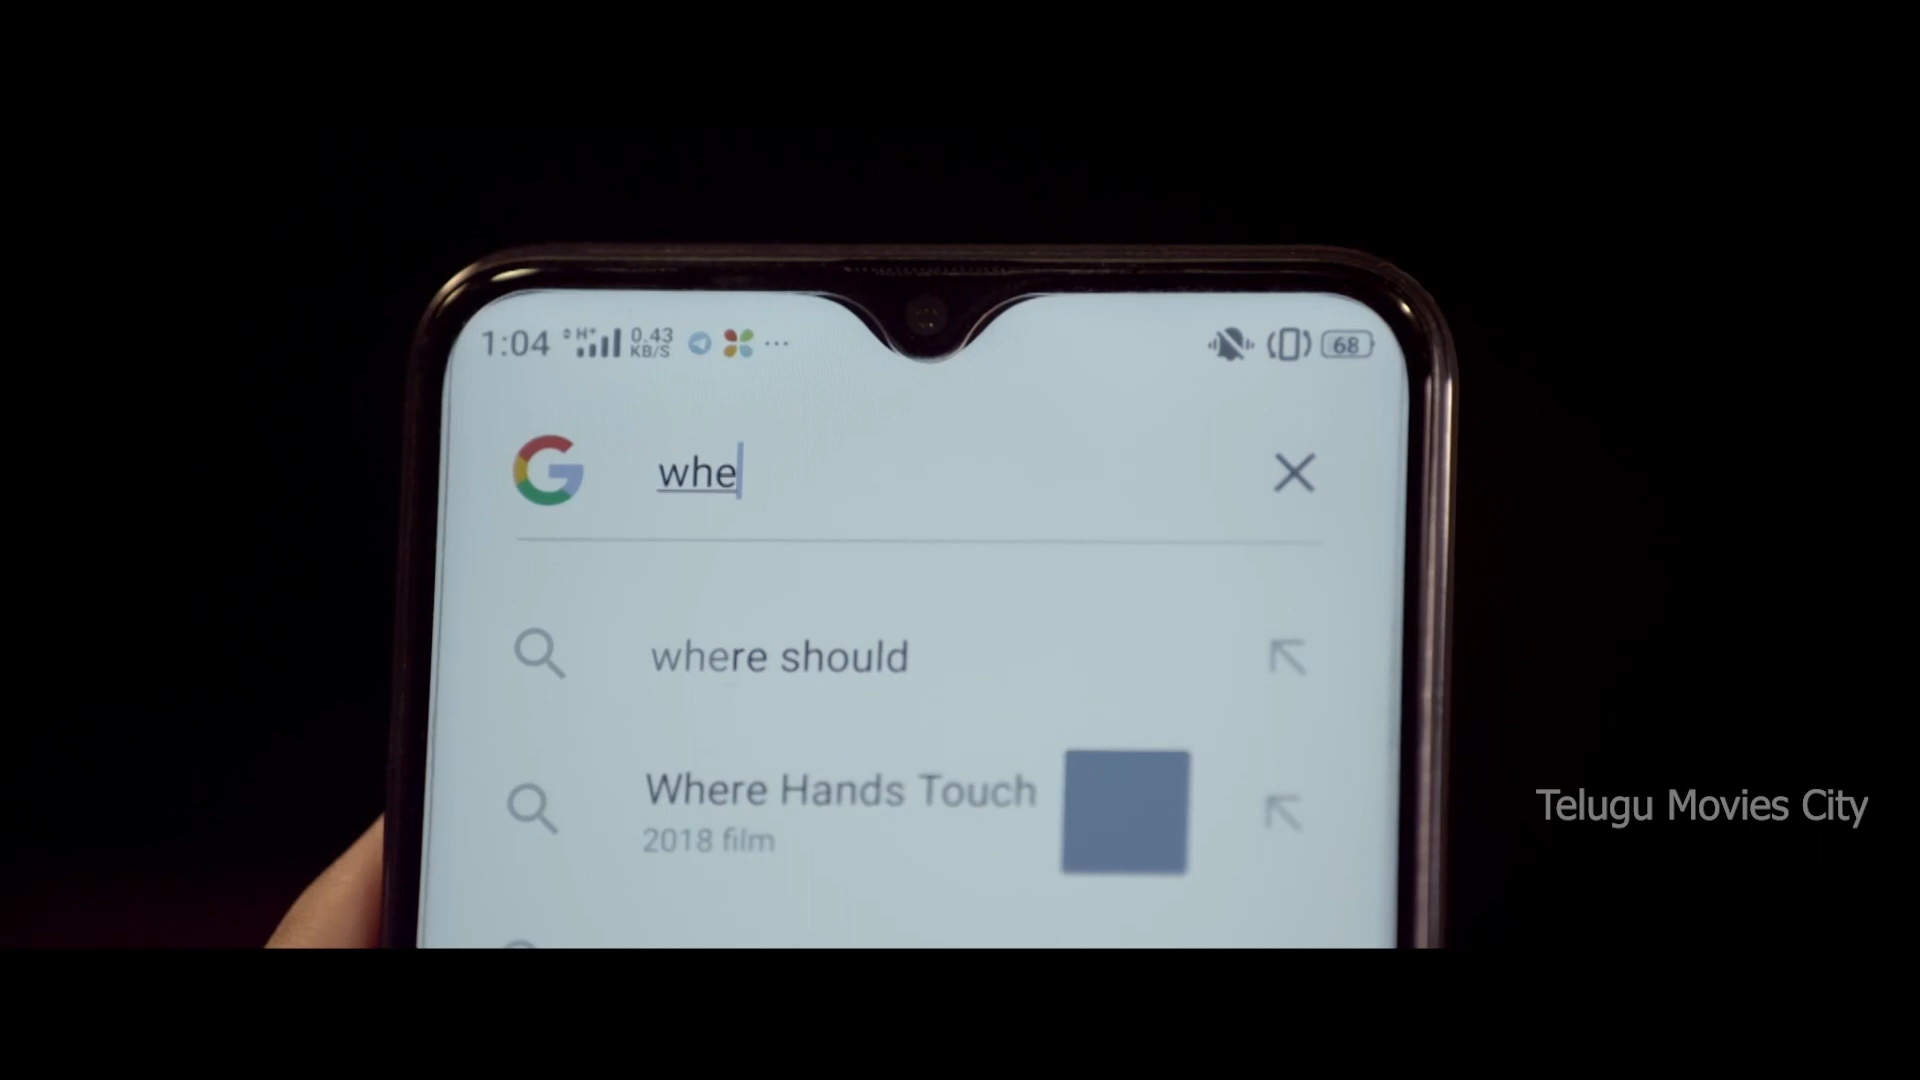 1:04 H+ 0.43 KB/S ... 68
whe
where should
Where Hands Touch
2018 film
Telugu Movies City